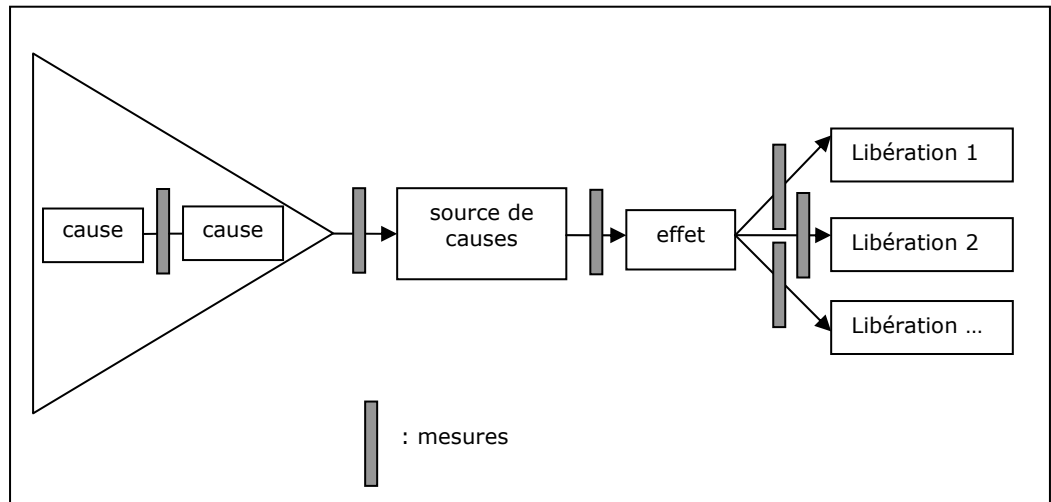 cause
cause
source de
causes
effet
Libération 1
Libération 2
Libération ...
: mesures